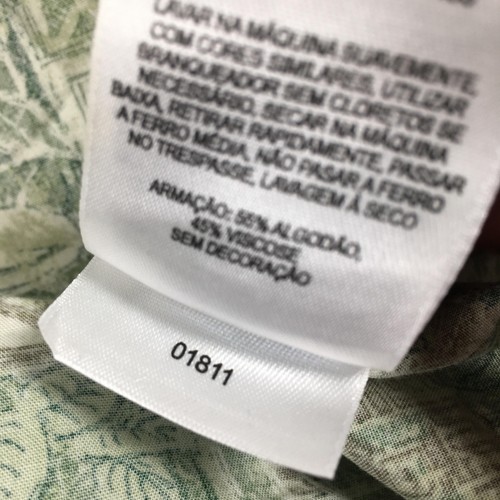 LAVAR NA MÁQUINA SUAVEMENTE
COM CORES SIMILARES, UTILIZAR
BRANQUEADOR SEM CLORETOS SE
NECESSÁRIO, SECAR NA MÁQUINA
BAIXA, RETIRAR RAPIDAMENTE, PASSAR
A FERRO MÉDIA, NÃO PASSAR A FERRO
NO TRESPASSE, LAVAGEM À SECO
ARMAÇÃO: 55% ALGODÃO,
45% VISCOSE
SEM DECORAÇÃO
01811